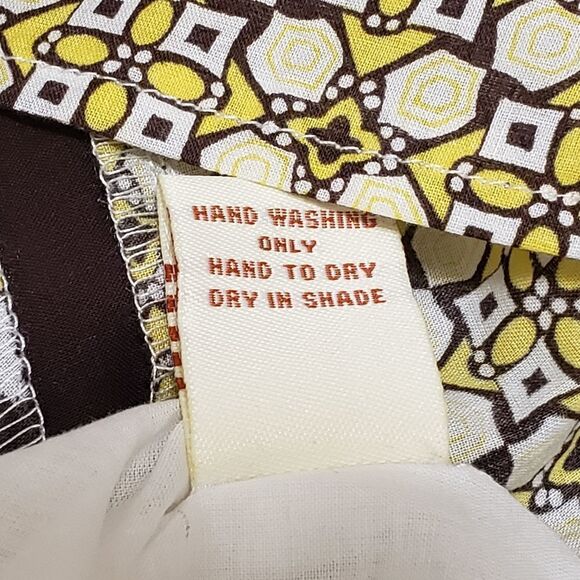 HAND WASHING
ONLY
HAND TO DRY
DRY IN SHADE